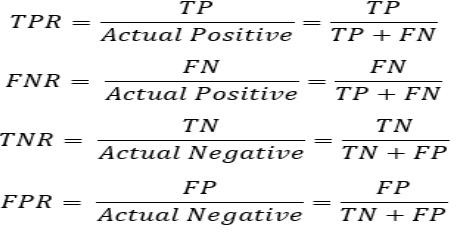 TPR = TP / Actual Positive = TP / TP + FN
FNR = FN / Actual Positive = FN / TP + FN
TNR = TN / Actual Negative = TN / TN + FP
FPR = FP / Actual Negative = FP / TN + FP